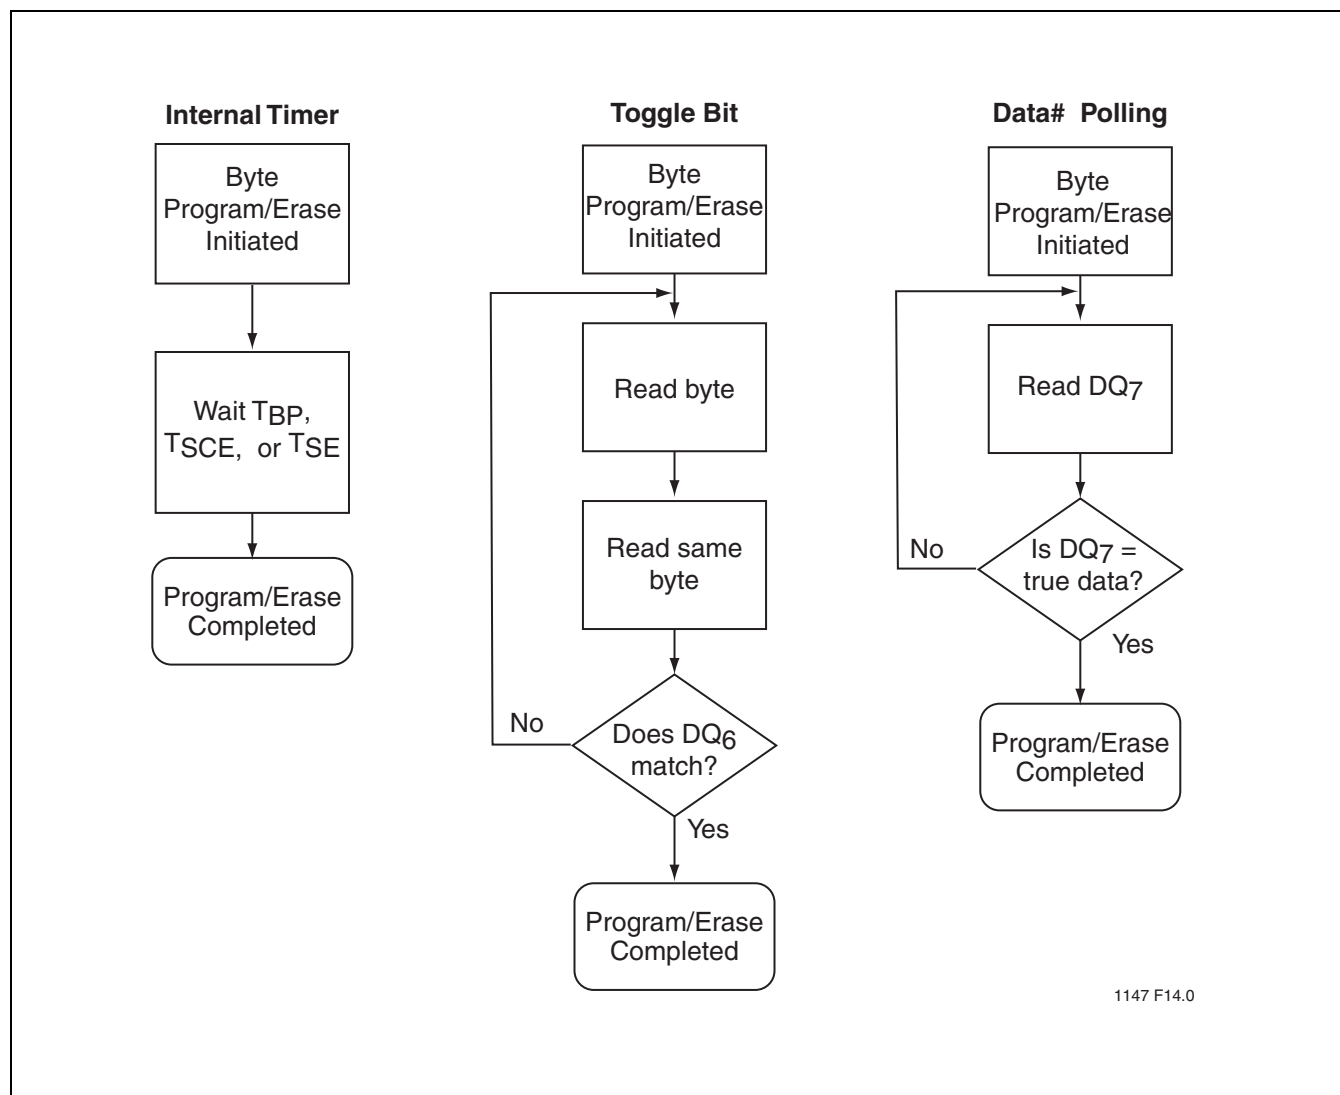 Internal Timer
Byte
Program/Erase
Initiated
Wait TBP,
TSCE, or TSE
Program/Erase
Completed
Toggle Bit
Byte
Program/Erase
Initiated
Read byte
Read same
byte
No
Does DQ6
match?
Yes
Program/Erase
Completed
Data# Polling
Byte
Program/Erase
Initiated
Read DQ7
No
Is DQ7 =
true data?
Yes
Program/Erase
Completed
1147 F14.0